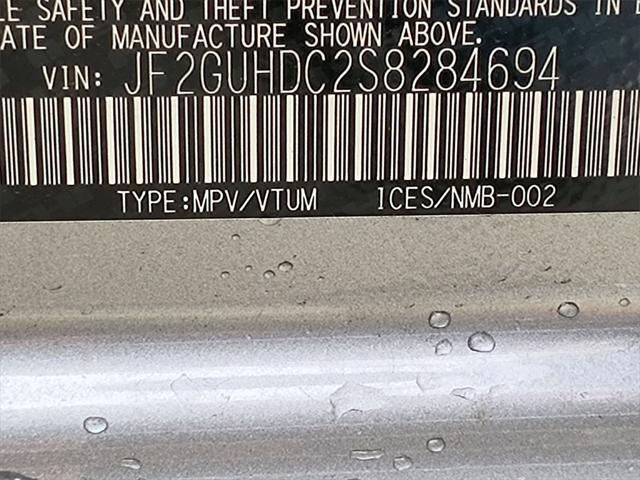 LE SAFETY AND THEFT PREVENTION STANDARDS IN
ATE OF MANUFACTURE SHOWN ABOVE.
VIN: JF2GUHDC2S8284694
TYPE:MPV/VTUM ICES/NMB-002